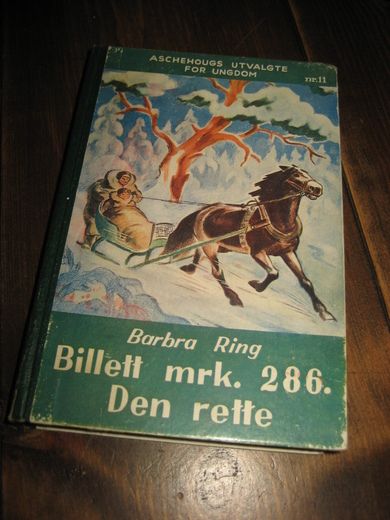 ASCHEHOUGS UTVALGTE
FOR UNGDOM
nr. 11
Barbra Ring
Billett mrk. 286.
Den rette